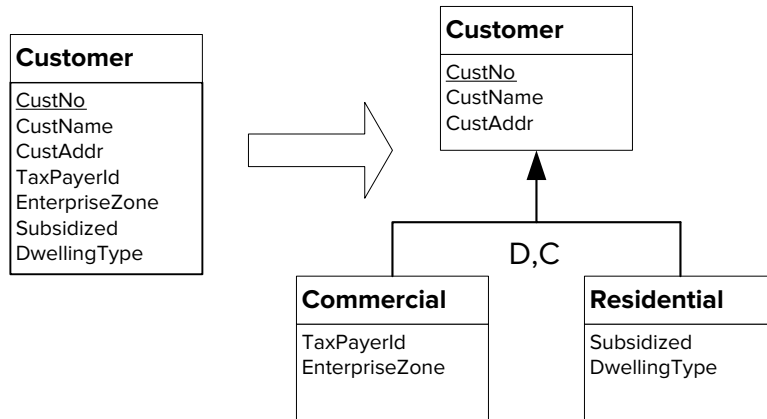 Customer
CustNo
CustName
CustAddr
TaxPayerId
EnterpriseZone
Subsidized
DwellingType
Customer
CustNo
CustName
CustAddr
D,C
Commercial
TaxPayerId
EnterpriseZone
Residential
Subsidized
DwellingType